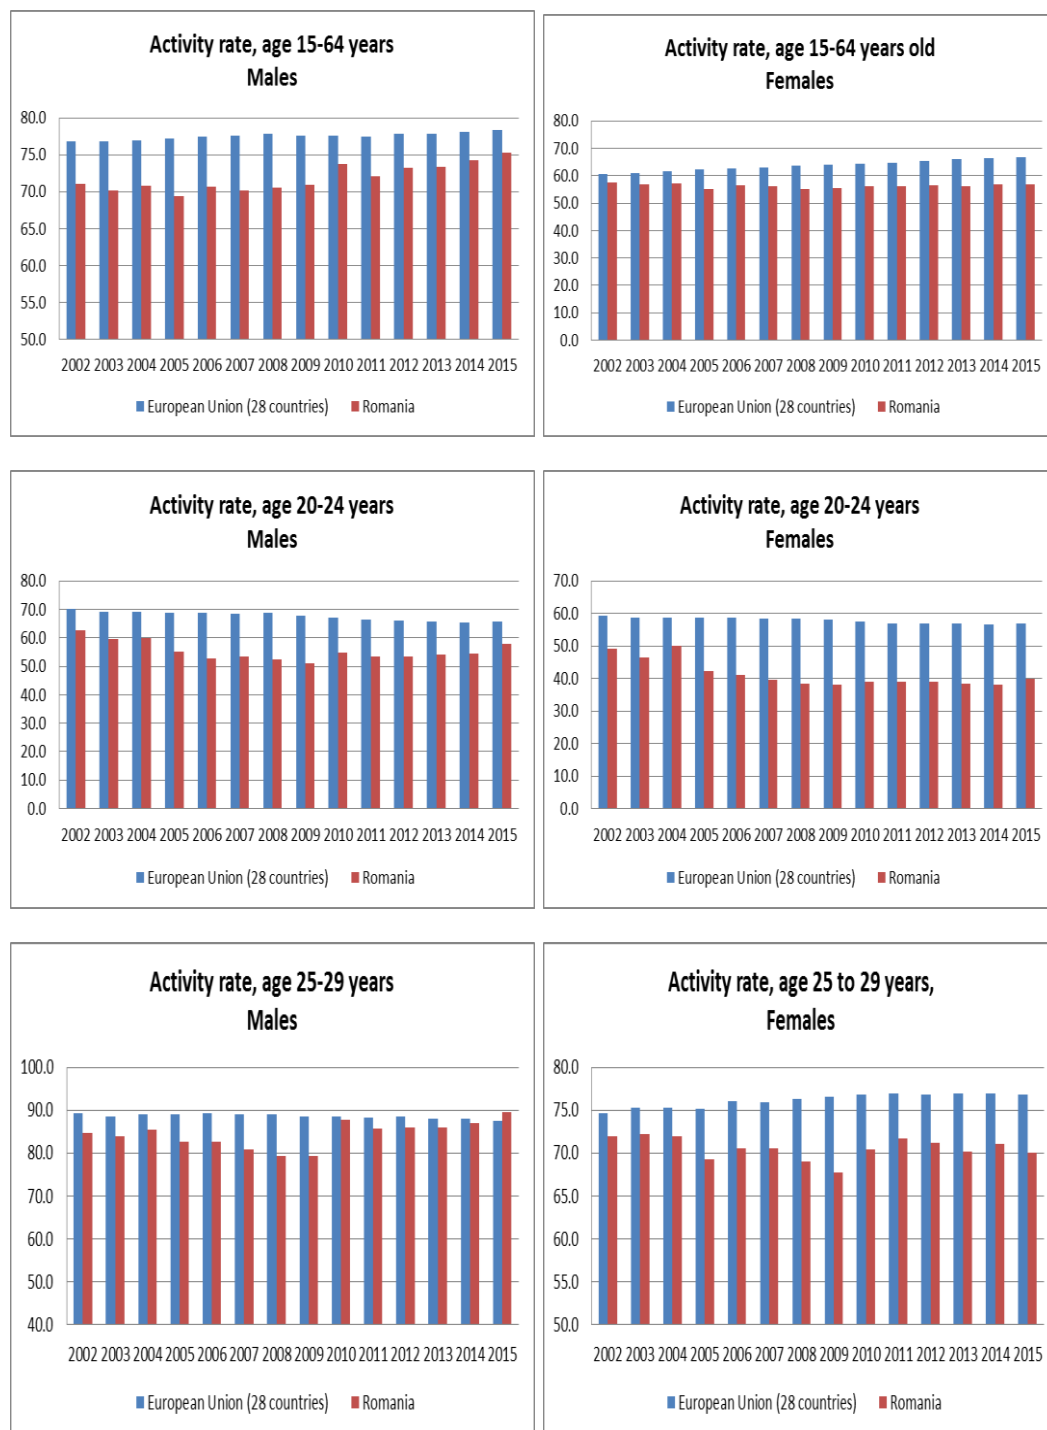 Activity rate, age 15-64 years
Males
80.0
75.0
70.0
65.0
60.0
55.0
50.0
2002 2003 2004 2005 2006 2007 2008 2009 2010 2011 2012 2013 2014 2015
European Union (28 countries) Romania
Activity rate, age 15-64 years old
Females
80.0
70.0
60.0
50.0
40.0
30.0
20.0
10.0
0.0
2002 2003 2004 2005 2006 2007 2008 2009 2010 2011 2012 2013 2014 2015
European Union (28 countries) Romania
Activity rate, age 20-24 years
Males
80.0
70.0
60.0
50.0
40.0
30.0
20.0
10.0
0.0
2002 2003 2004 2005 2006 2007 2008 2009 2010 2011 2012 2013 2014 2015
European Union (28 countries) Romania
Activity rate, age 20-24 years
Females
70.0
60.0
50.0
40.0
30.0
20.0
10.0
0.0
2002 2003 2004 2005 2006 2007 2008 2009 2010 2011 2012 2013 2014 2015
European Union (28 countries) Romania
Activity rate, age 25-29 years
Males
100.0
90.0
80.0
70.0
60.0
50.0
40.0
2002 2003 2004 2005 2006 2007 2008 2009 2010 2011 2012 2013 2014 2015
European Union (28 countries) Romania
Activity rate, age 25 to 29 years,
Females
80.0
75.0
70.0
65.0
60.0
55.0
50.0
2002 2003 2004 2005 2006 2007 2008 2009 2010 2011 2012 2013 2014 2015
European Union (28 countries) Romania